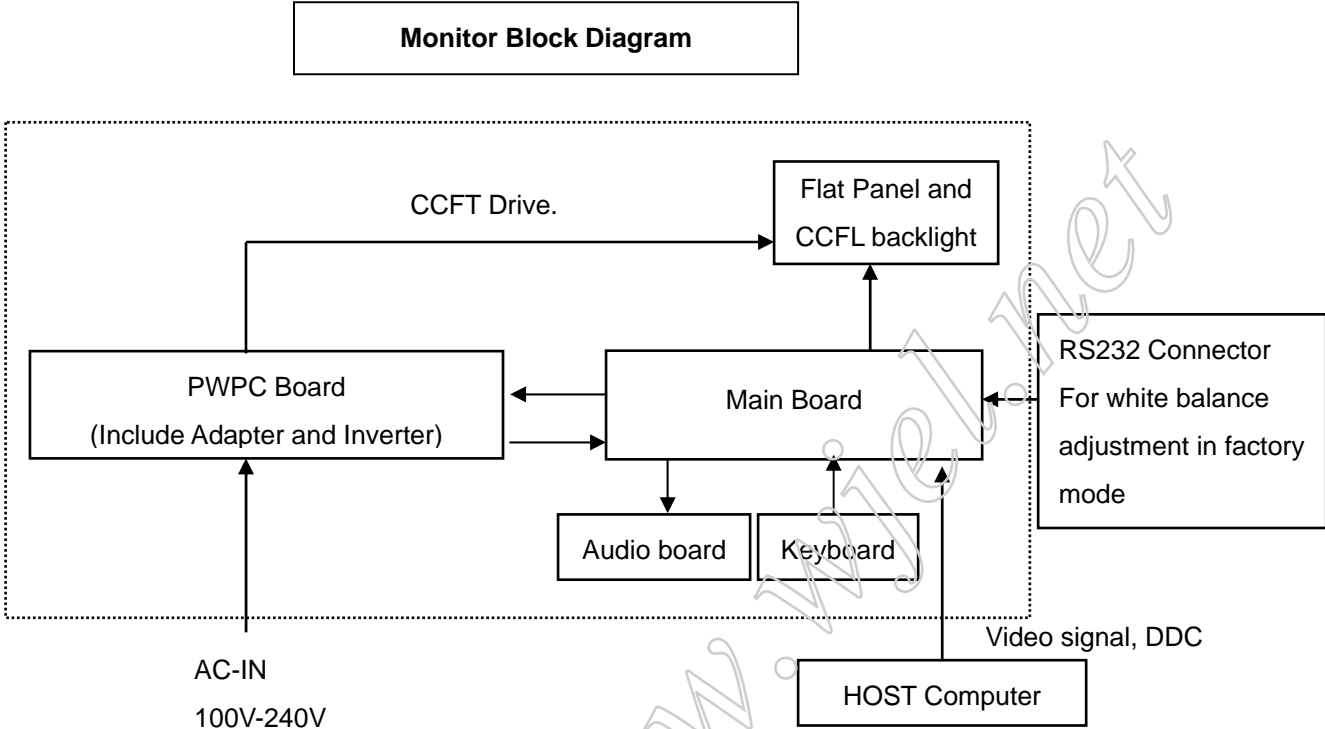 Monitor Block Diagram
CCFT Drive.
Flat Panel and
CCFL backlight
PWPC Board
(Include Adapter and Inverter)
Main Board
RS232 Connector
For white balance
adjustment in factory
mode
Audio board
Keyboard
Video signal, DDC
AC-IN
100V-240V
HOST Computer
w.wjel.net